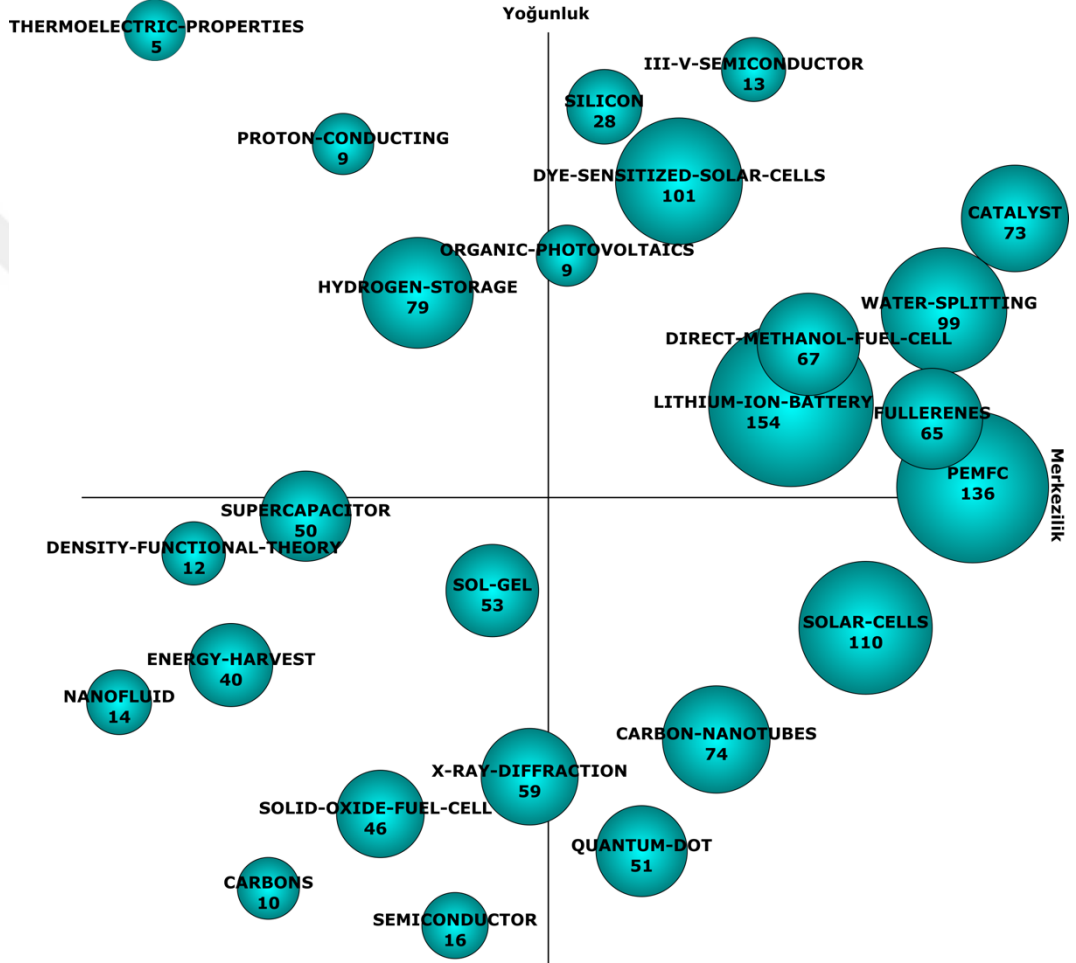 Yoğunluk
THERMOELECTRIC-PROPERTIES
5
III-V-SEMICONDUCTOR
13
SILICON
28
PROTON-CONDUCTING
9
DYE-SENSITIZED-SOLAR-CELLS
101
CATALYST
73
ORGANIC-PHOTOVOLTAICS
9
HYDROGEN-STORAGE
79
WATER-SPLITTING
99
DIRECT-METHANOL-FUEL-CELL
67
LITHIUM-ION-BATTERY
154
FULLERENES
65
PEMFC
136
Merkezilik
SUPERCAPACITOR
50
DENSITY-FUNCTIONAL-THEORY
12
SOL-GEL
53
SOLAR-CELLS
110
ENERGY-HARVEST
40
NANOFLUID
14
CARBON-NANOTUBES
74
X-RAY-DIFFRACTION
59
SOLID-OXIDE-FUEL-CELL
46
QUANTUM-DOT
51
CARBONS
10
SEMICONDUCTOR
16